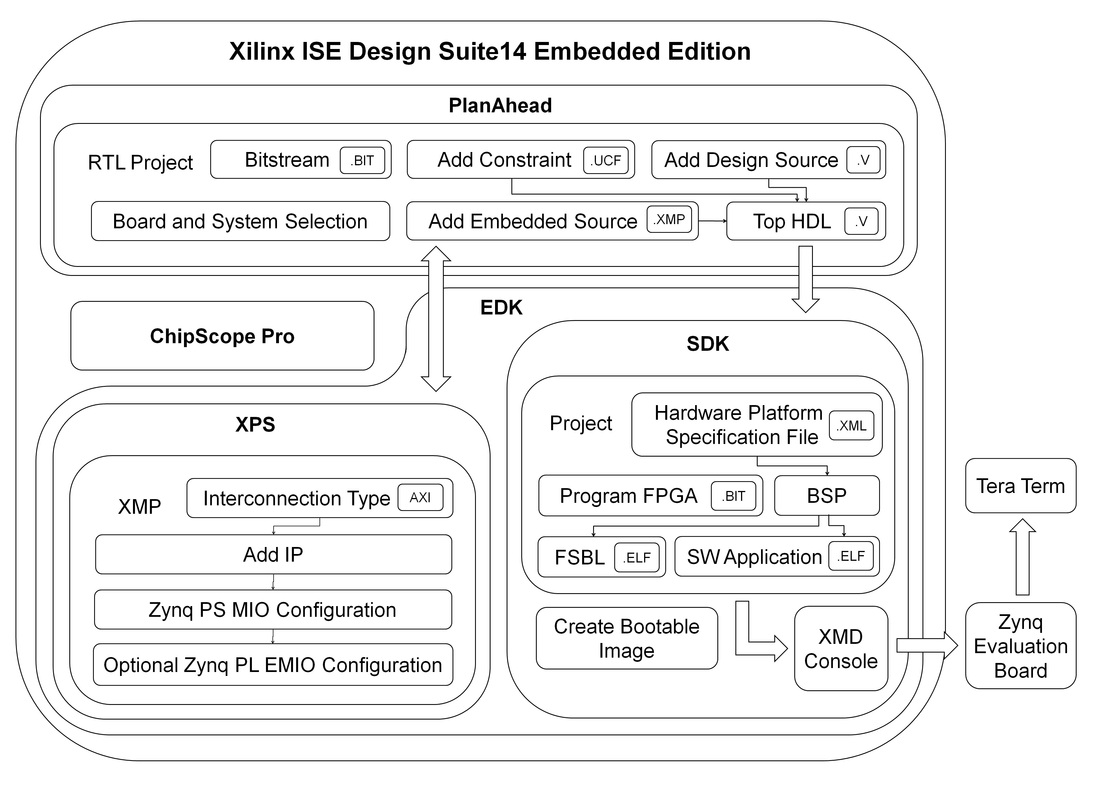 Xilinx ISE Design Suite14 Embedded Edition
PlanAhead
RTL Project
Bitstream .BIT
Add Constraint .UCF
Add Design Source .V
Board and System Selection
Add Embedded Source .XMP
Top HDL .V
ChipScope Pro
EDK
XPS
XMP
Interconnection Type AXI
Add IP
Zynq PS MIO Configuration
Optional Zynq PL EMIO Configuration
SDK
Project
Hardware Platform
Specification File .XML
Program FPGA .BIT
BSP
FSBL .ELF
SW Application .ELF
Create Bootable
Image
XMD
Console
Tera Term
Zynq
Evaluation
Board